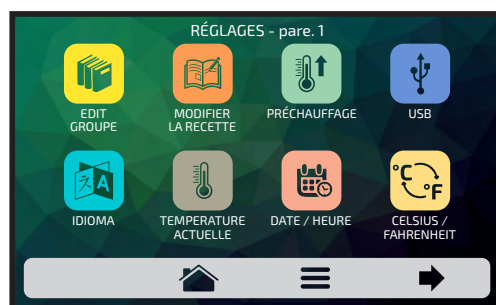 RÉGLAGES - pare. 1
EDIT
GROUPE
MODIFIER
LA RECETTE
PRÉCHAUFFAGE
USB
IDIOMA
TEMPERATURE
ACTUELLE
DATE / HEURE
°C
°F
CELSIUS /
FAHRENHEIT
A